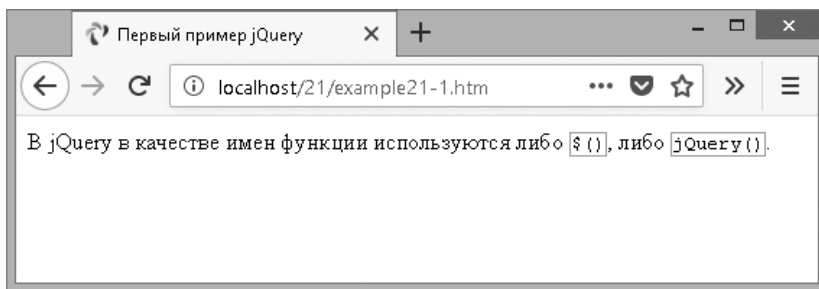 Первый пример jQuery
localhost/21/example21-1.htm
В jQuery в качестве имен функции используются либо $(), либо jQuery().